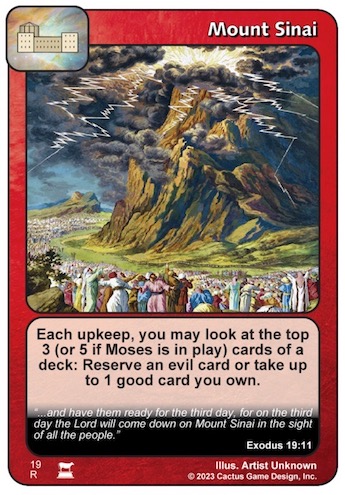 Mount Sinai
Each upkeep, you may look at the top
3 (or 5 if Moses is in play) cards of a
deck: Reserve an evil card or take up
to 1 good card you own.
"...and have them ready for the third day, for on the third
day the Lord will come down on Mount Sinai in the sight
of all the people."
Exodus 19:11
19
R
Illus. Artist Unknown
© 2023 Cactus Game Design, Inc.